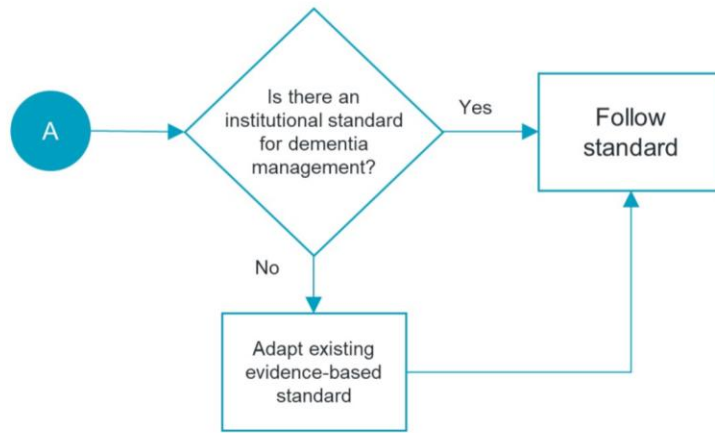 A
Is there an
institutional standard
for dementia
management?
Yes
Follow
standard
No
Adapt existing
evidence-based
standard